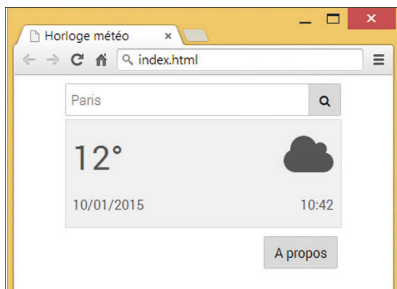 Horloge météo
index.html
Paris
12°
10/01/2015 10:42
A propos